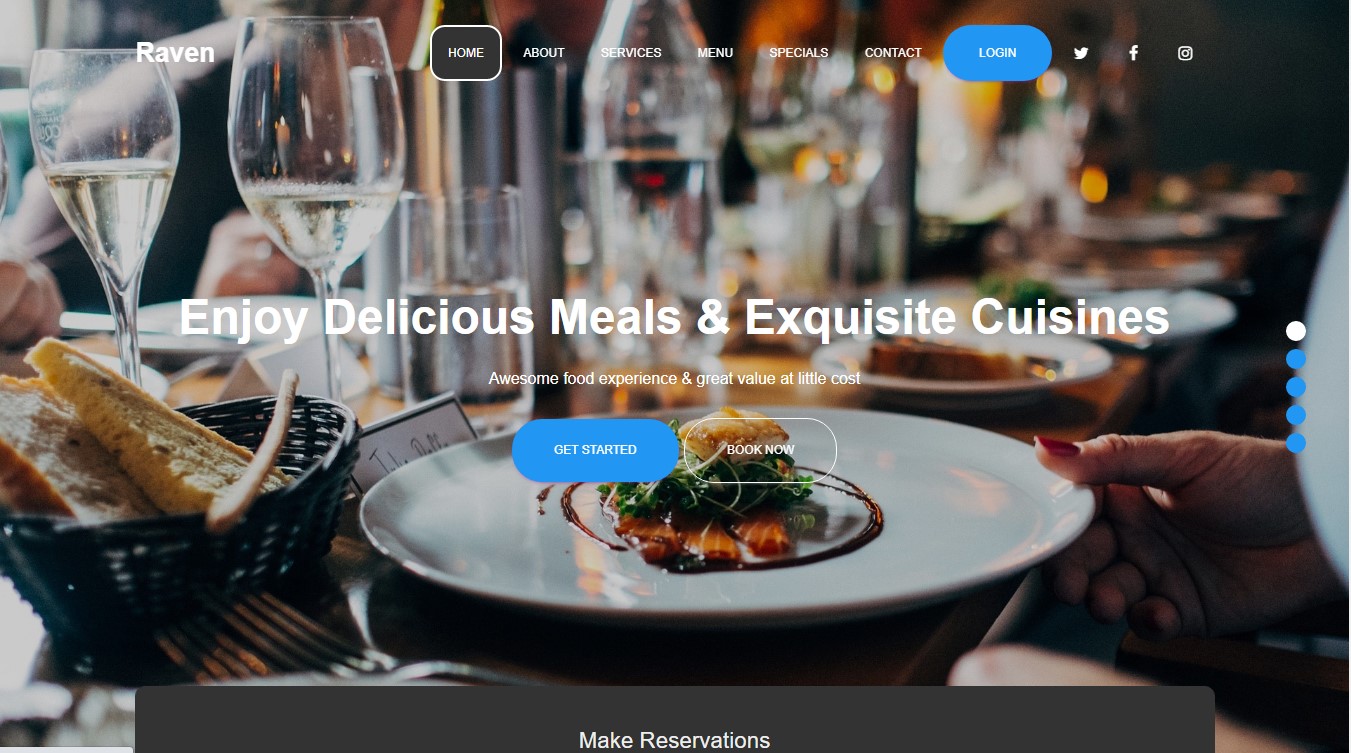 Raven
HOME ABOUT SERVICES MENU SPECIALS CONTACT LOGIN
Enjoy Delicious Meals & Exquisite Cuisines
Awesome food experience & great value at little cost
GET STARTED BOOK NOW
Make Reservations